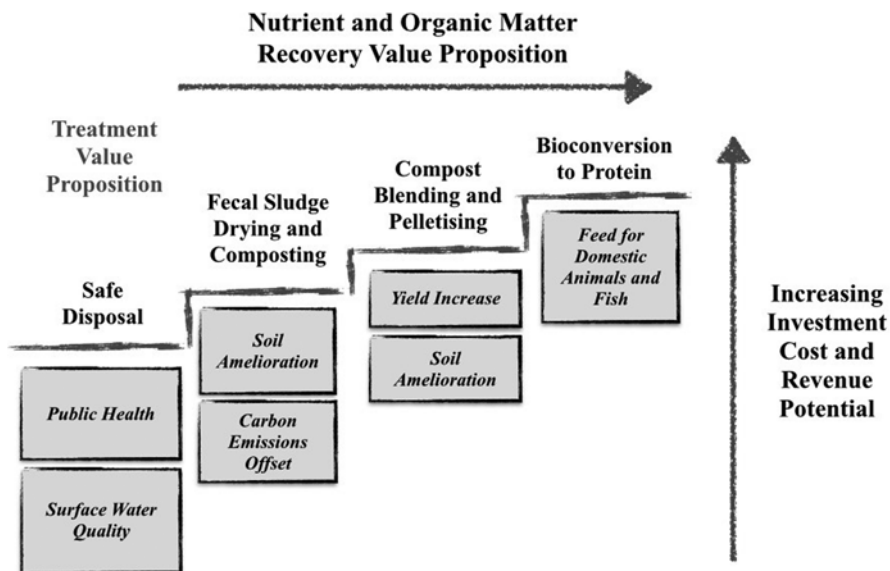 Nutrient and Organic Matter
Recovery Value Proposition
Treatment
Value
Proposition
Safe
Disposal
Public Health
Surface Water
Quality
Fecal Sludge
Drying and
Composting
Soil
Amelioration
Carbon
Emissions
Offset
Compost
Blending and
Pelletising
Yield Increase
Soil
Amelioration
Bioconversion
to Protein
Feed for
Domestic
Animals and
Fish
Increasing
Investment
Cost and
Revenue
Potential